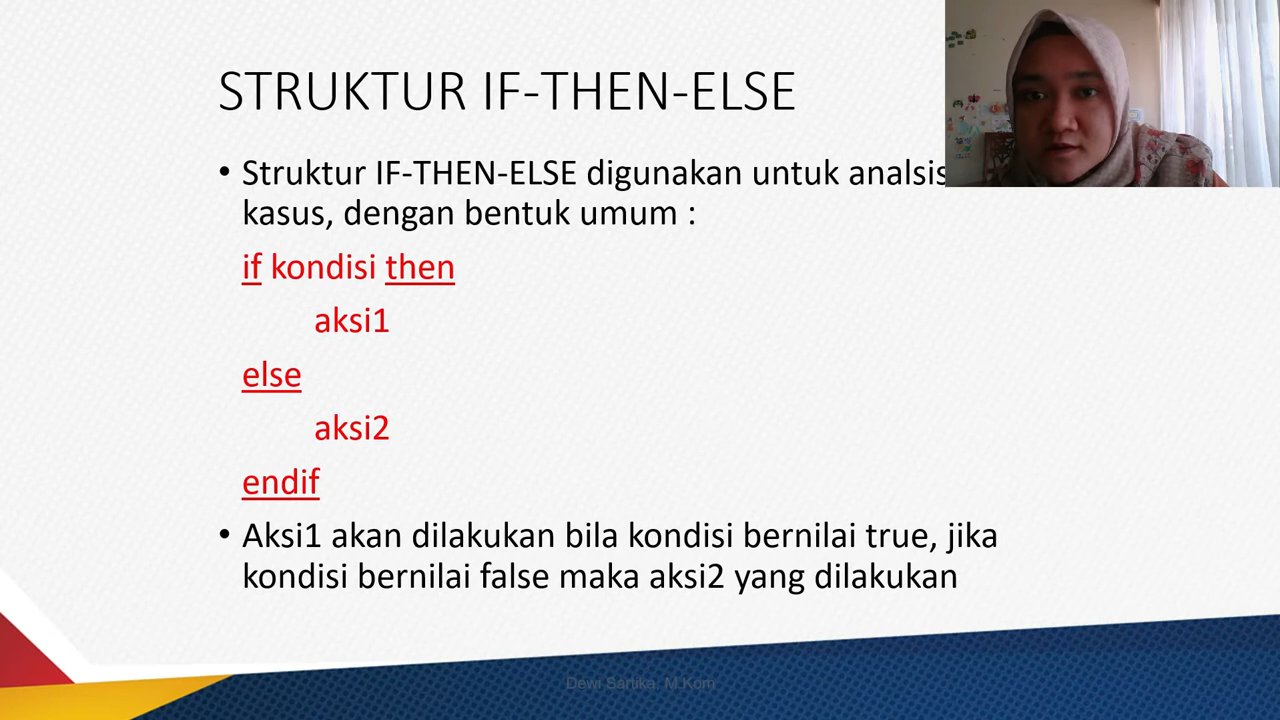 STRUKTUR IF-THEN-ELSE
• Struktur IF-THEN-ELSE digunakan untuk analsis
kasus, dengan bentuk umum :
if kondisi then
aksi1
else
aksi2
endif
• Aksi1 akan dilakukan bila kondisi bernilai true, jika
kondisi bernilai false maka aksi2 yang dilakukan
Dewi Sartika, M.Kom